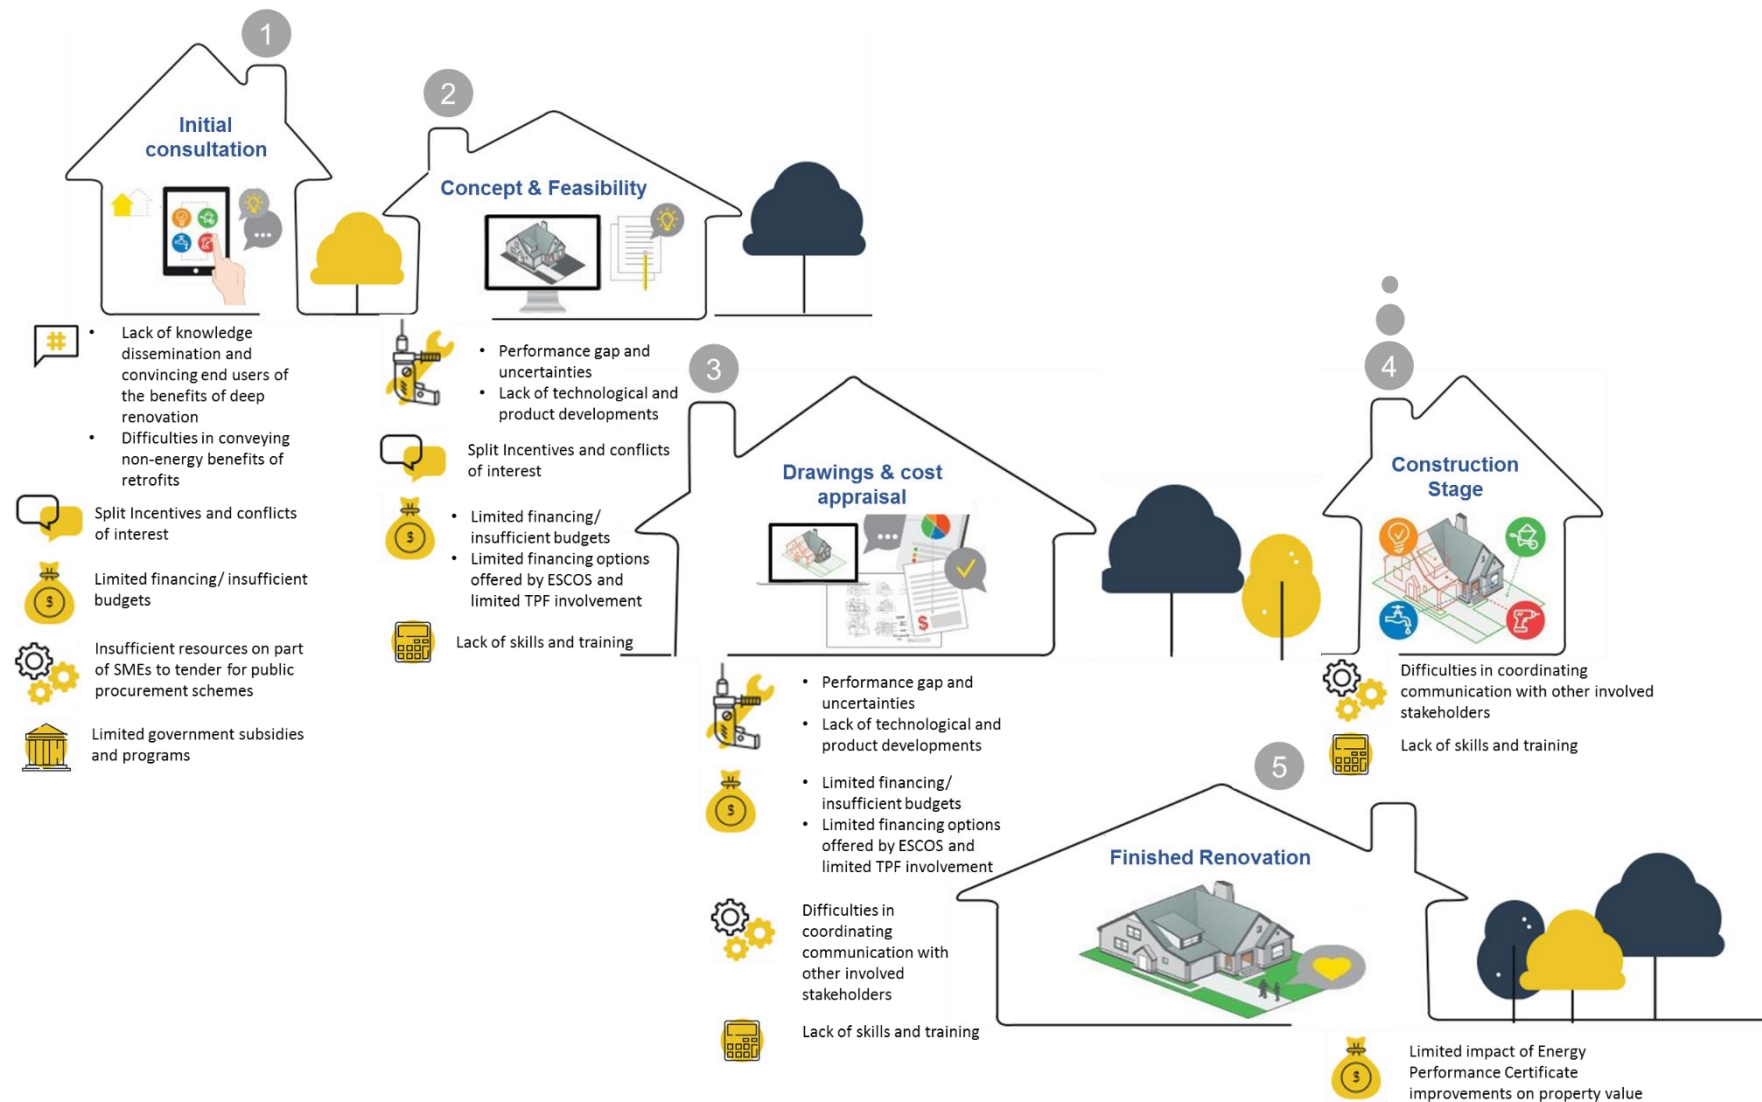 1
Initial
consultation
#
• Lack of knowledge
dissemination and
convincing end users of
the benefits of deep
renovation
• Difficulties in conveying
non-energy benefits of
retrofits
Split Incentives and conflicts
of interest
$
Limited financing/ insufficient
budgets
Insufficient resources on part
of SMEs to tender for public
procurement schemes
Limited government subsidies
and programs
2
Concept & Feasibility
• Performance gap and
uncertainties
• Lack of technological and
product developments
Split Incentives and conflicts
of interest
$
• Limited financing/
insufficient budgets
• Limited financing options
offered by ESCOS and
limited TPF involvement
Lack of skills and training
3
Drawings & cost
appraisal
$
• Performance gap and
uncertainties
• Lack of technological and
product developments
$
• Limited financing/
insufficient budgets
• Limited financing options
offered by ESCOS and
limited TPF involvement
Difficulties in
coordinating
communication with
other involved
stakeholders
Lack of skills and training
4
Construction
Stage
Difficulties in coordinating
communication with other involved
stakeholders
Lack of skills and training
5
Finished Renovation
$
Limited impact of Energy
Performance Certificate
improvements on property value